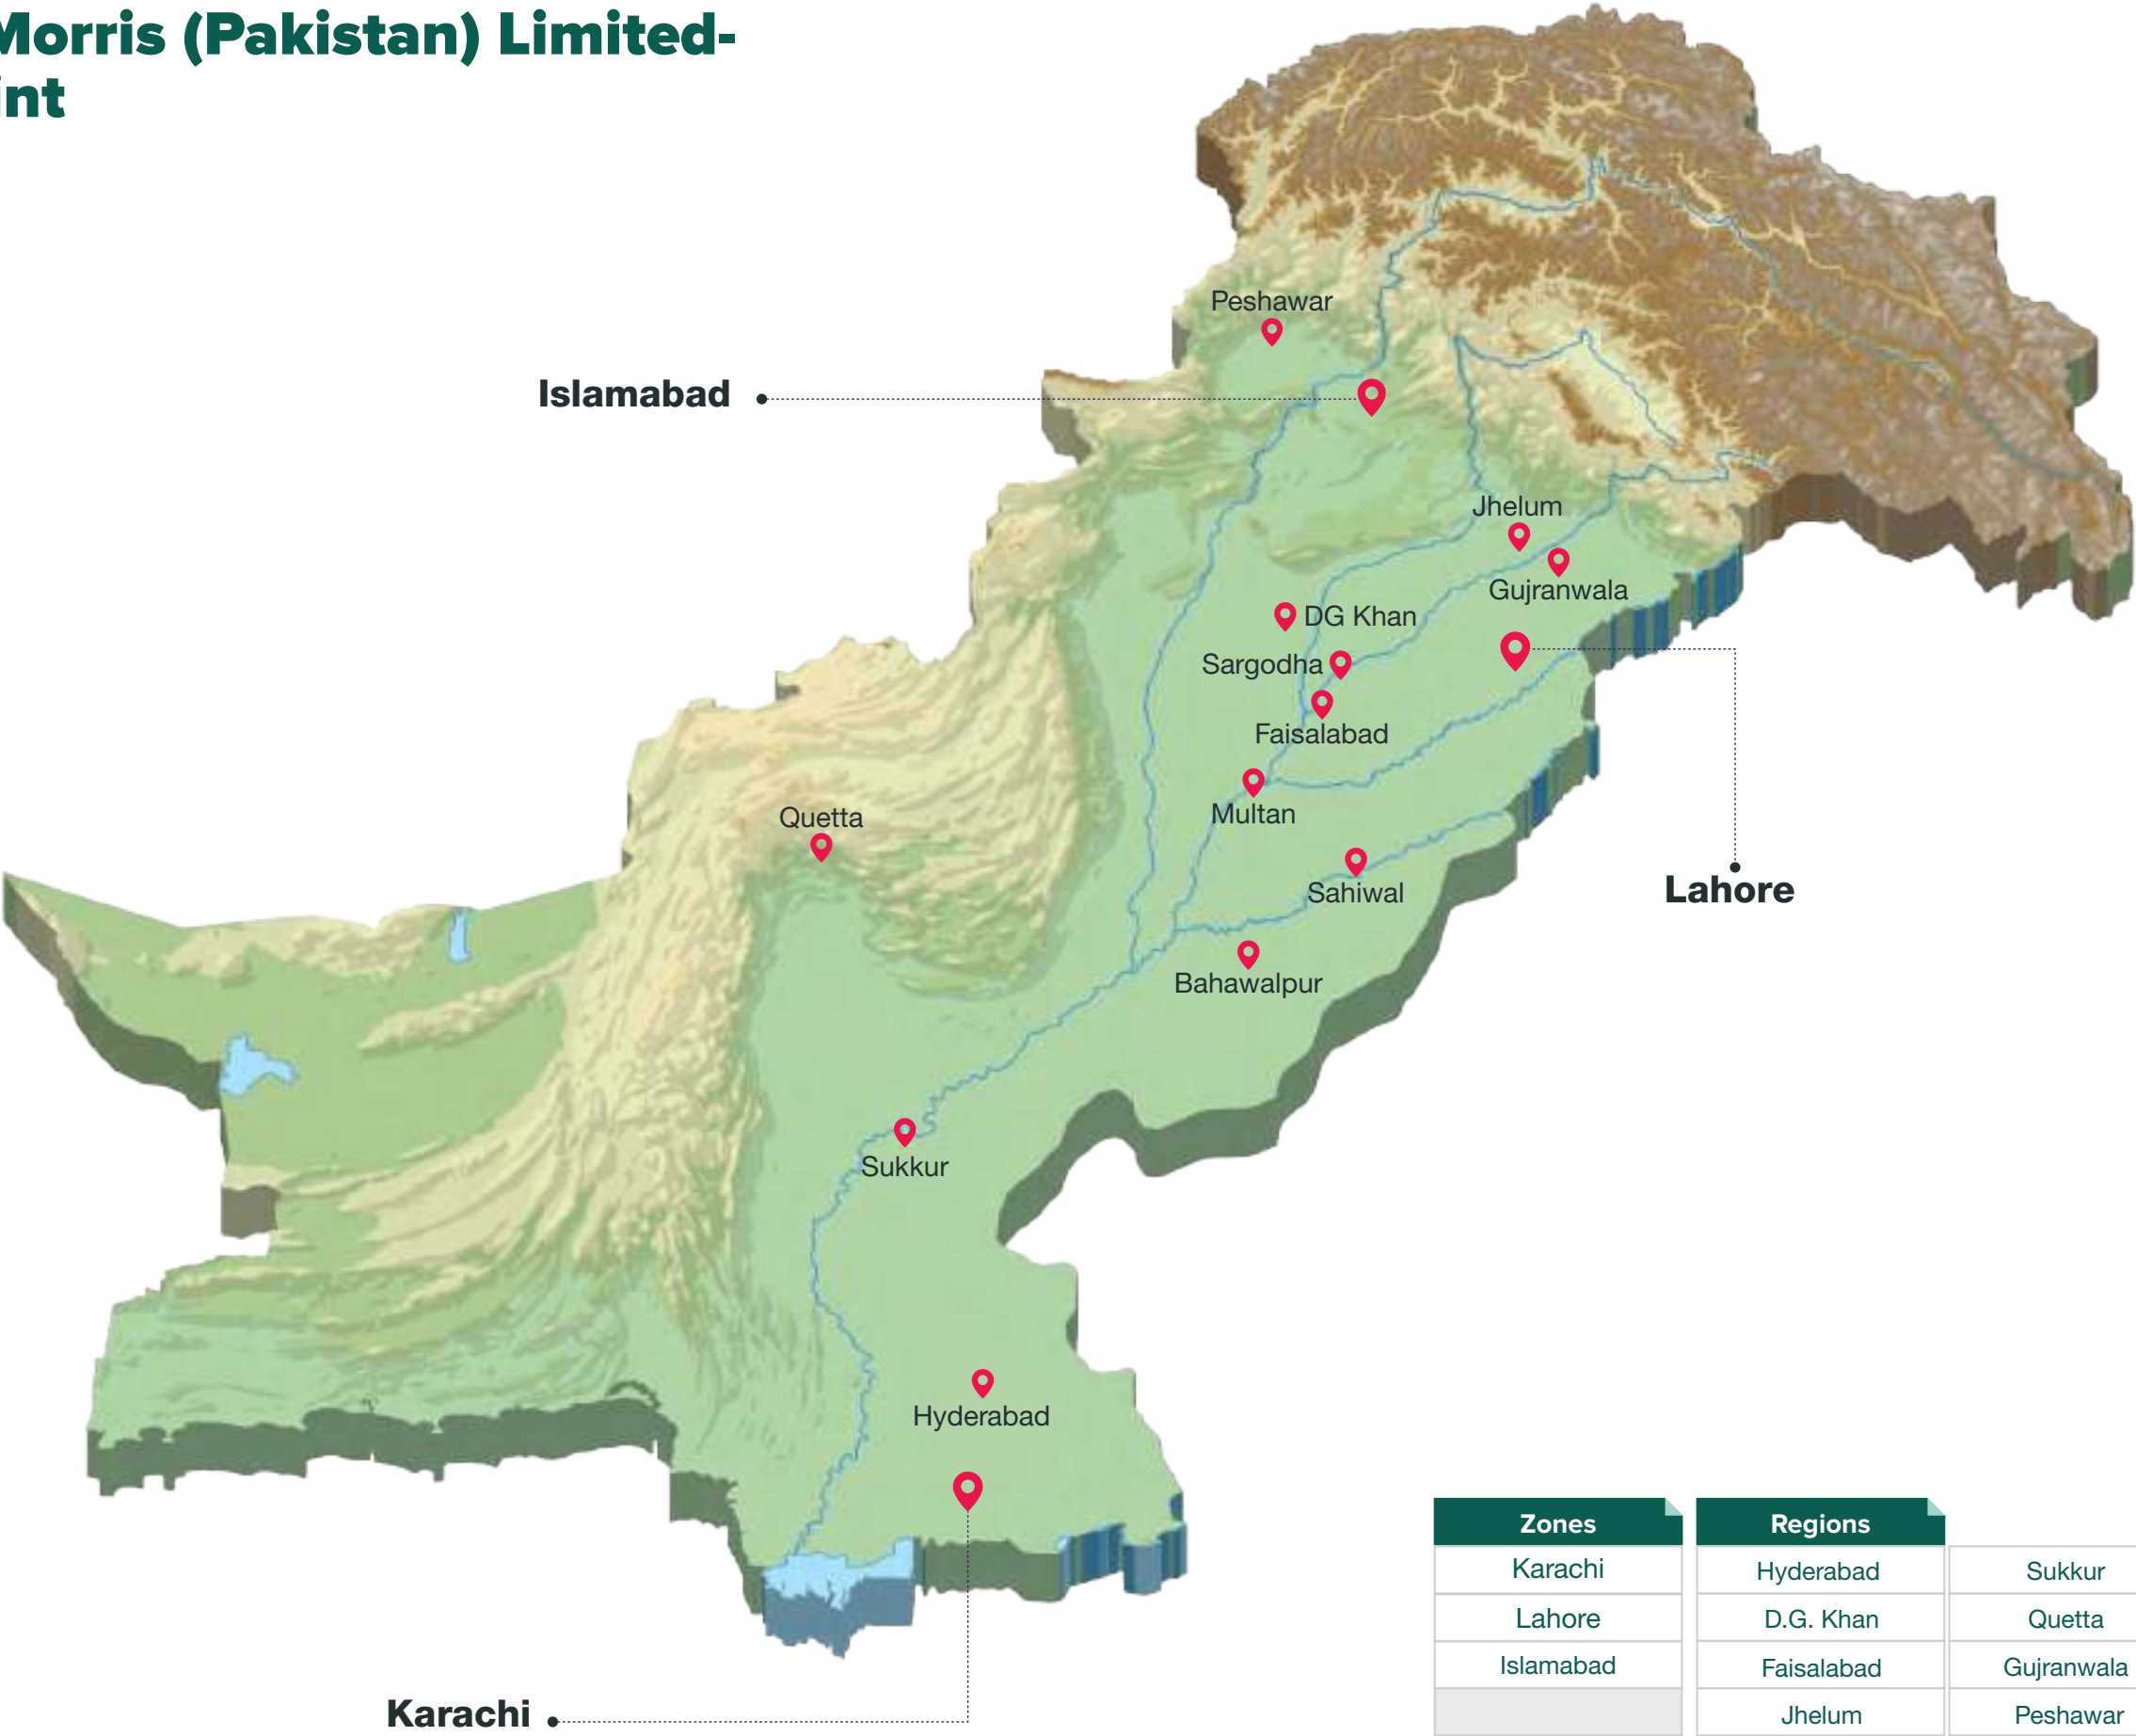 Morris (Pakistan) Limited-
int
Peshawar
Islamabad
Jhelum
Gujranwala
DG Khan
Sargodha
Faisalabad
Multan
Quetta
Sahiwal
Lahore
Bahawalpur
Sukkur
Hyderabad
Karachi
Zones Regions
Karachi Hyderabad Sukkur
Lahore D.G. Khan Quetta
Islamabad Faisalabad Gujranwala
Jhelum Peshawar